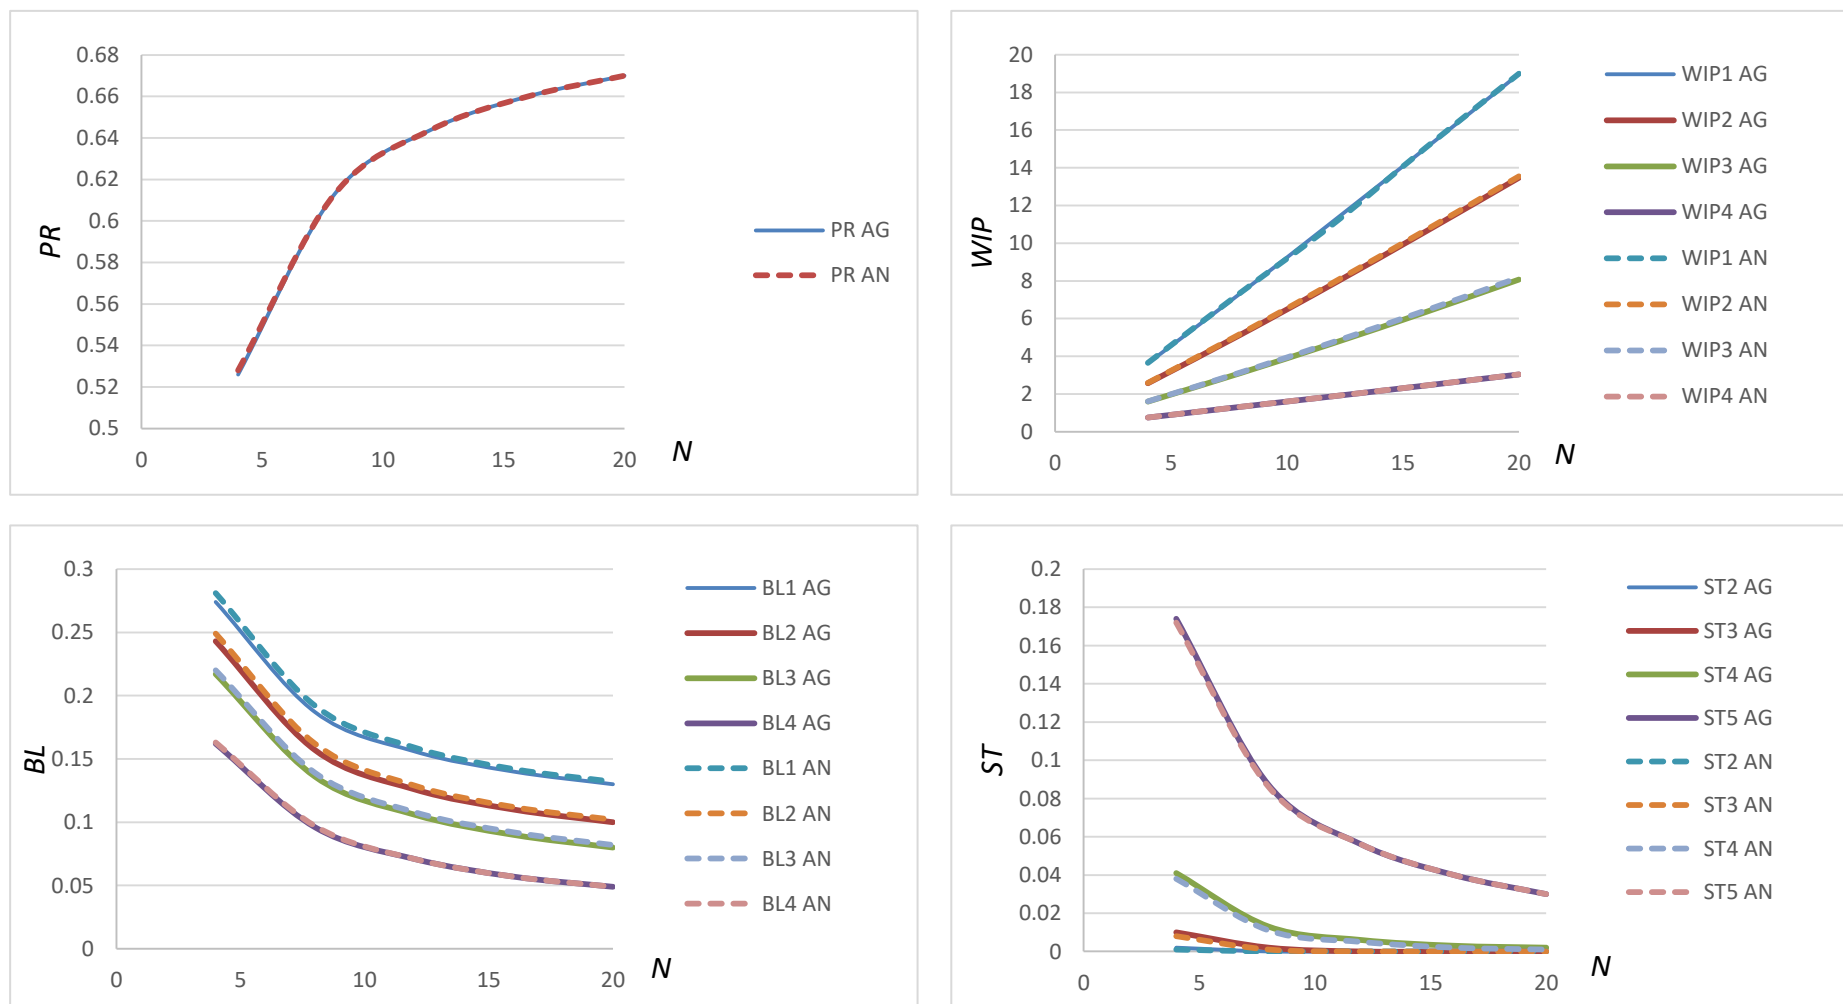 0.68
0.66
0.64
0.62
0.6
0.58
0.56
0.54
0.52
0.5
PR
0 5 10 15 20
N
PR AG
PR AN
20
18
16
14
12
10
8
6
4
2
0
WIP
0 5 10 15 20
N
WIP1 AG
WIP2 AG
WIP3 AG
WIP4 AG
WIP1 AN
WIP2 AN
WIP3 AN
WIP4 AN
0.3
0.25
0.2
0.15
0.1
0.05
0
BL
0 5 10 15 20
N
BL1 AG
BL2 AG
BL3 AG
BL4 AG
BL1 AN
BL2 AN
BL3 AN
BL4 AN
0.2
0.18
0.16
0.14
0.12
0.1
0.08
0.06
0.04
0.02
0
ST
0 5 10 15 20
N
ST2 AG
ST3 AG
ST4 AG
ST5 AG
ST2 AN
ST3 AN
ST4 AN
ST5 AN